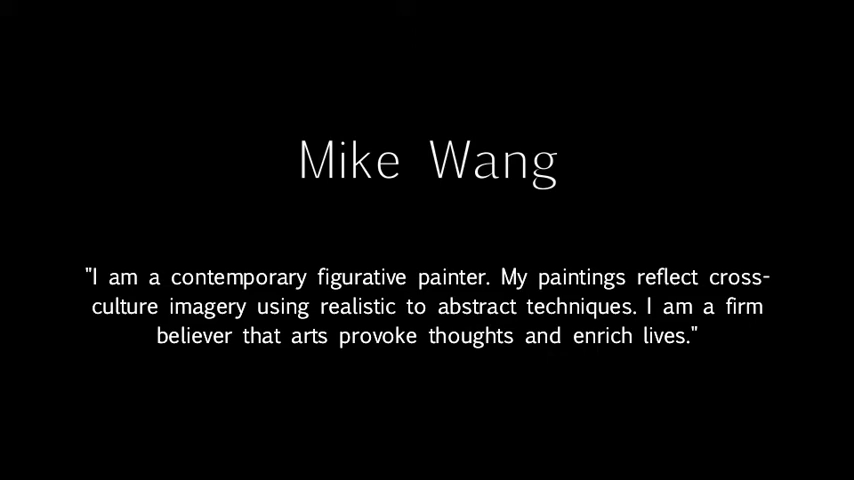 Mike Wang
"I am a contemporary figurative painter. My paintings reflect cross-
culture imagery using realistic to abstract techniques. I am a firm
believer that arts provoke thoughts and enrich lives."